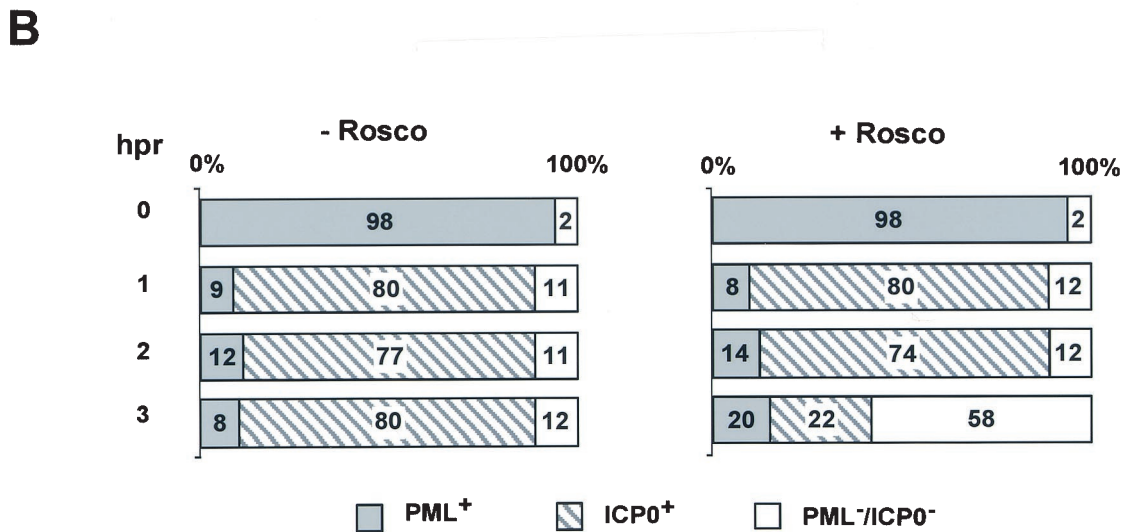 B
- Rosco + Rosco
hpr 0% 100% 0% 100%
0 98 2 98 2
1 9 80 11 8 80 12
2 12 77 11 14 74 12
3 8 80 12 20 22 58
PML⁺ ICP0⁺ PML⁻/ICP0⁻